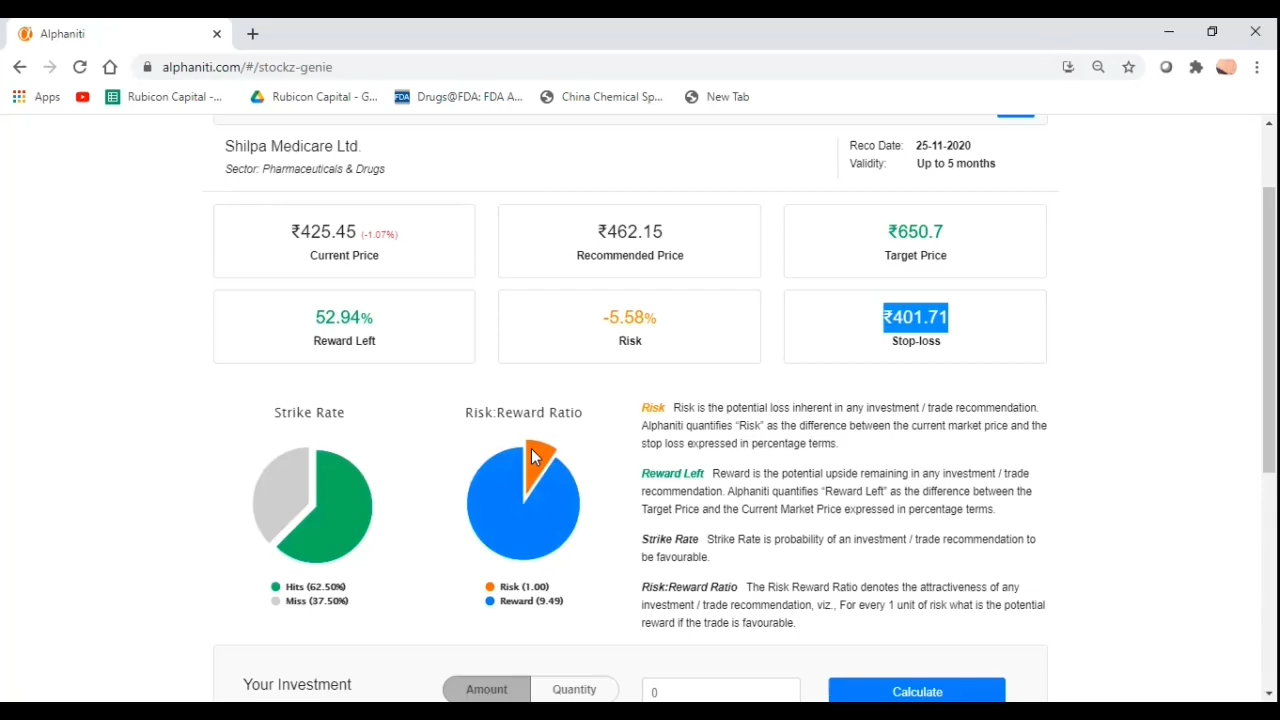 Alphaniti
alphaniti.com/#/stockz-genie
Apps
Rubicon Capital -...
Rubicon Capital - G...
FDA
Drugs@FDA: FDA A...
China Chemical Sp...
New Tab
Shilpa Medicare Ltd.
Sector: Pharmaceuticals & Drugs
Reco Date: 25-11-2020
Validity: Up to 5 months
₹425.45 (-1.07%)
Current Price
₹462.15
Recommended Price
₹650.7
Target Price
52.94%
Reward Left
-5.58%
Risk
₹401.71
Stop-loss
Strike Rate
Hits (62.50%)
Miss (37.50%)
Risk:Reward Ratio
Risk (1.00)
Reward (9.49)
Risk Risk is the potential loss inherent in any investment / trade recommendation.
Alphaniti quantifies “Risk” as the difference between the current market price and the
stop loss expressed in percentage terms.
Reward Left Reward is the potential upside remaining in any investment / trade
recommendation. Alphaniti quantifies “Reward Left” as the difference between the
Target Price and the Current Market Price expressed in percentage terms.
Strike Rate Strike Rate is probability of an investment / trade recommendation to
be favourable.
Risk:Reward Ratio The Risk Reward Ratio denotes the attractiveness of any
investment / trade recommendation, viz., For every 1 unit of risk what is the potential
reward if the trade is favourable.
Your Investment
Amount
Quantity
0
Calculate